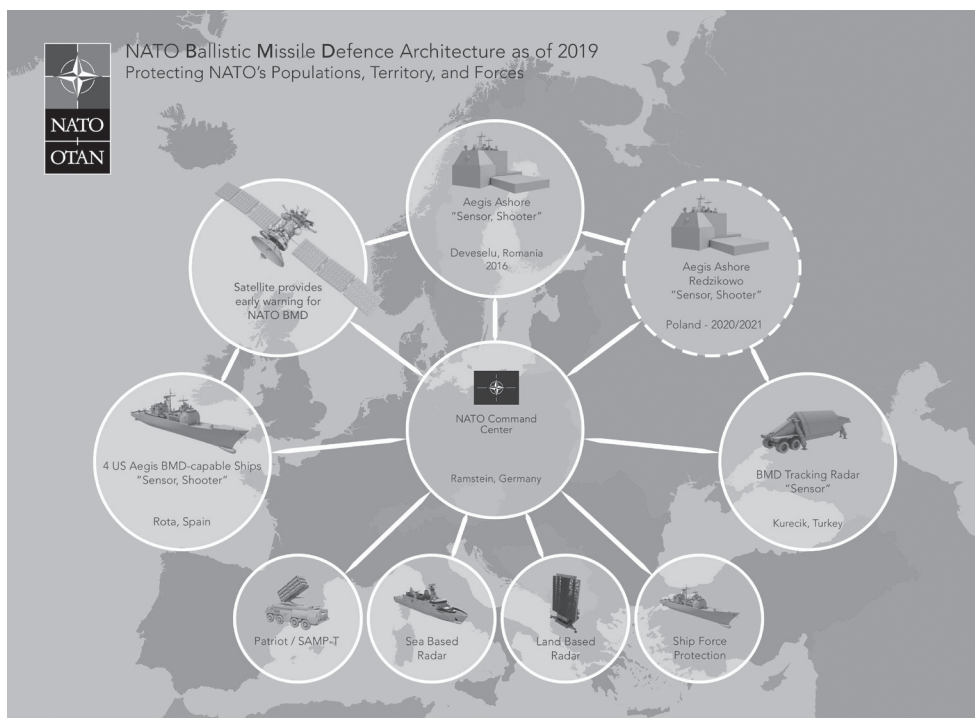 NATO Ballistic Missile Defence Architecture as of 2019
Protecting NATO's Populations, Territory, and Forces
NATO
OTAN
Aegis Ashore
"Sensor, Shooter"
Deveselu, Romania
2016
Satellite provides
early warning for
NATO BMD
Aegis Ashore
Redzikowo
"Sensor, Shooter"
Poland - 2020/2021
NATO Command
Center
Ramstein, Germany
4 US Aegis BMD-capable Ships
"Sensor, Shooter"
Rota, Spain
BMD Tracking Radar
"Sensor"
Kurecik, Turkey
Patriot / SAMP-T
Sea Based
Radar
Land Based
Radar
Ship Force
Protection